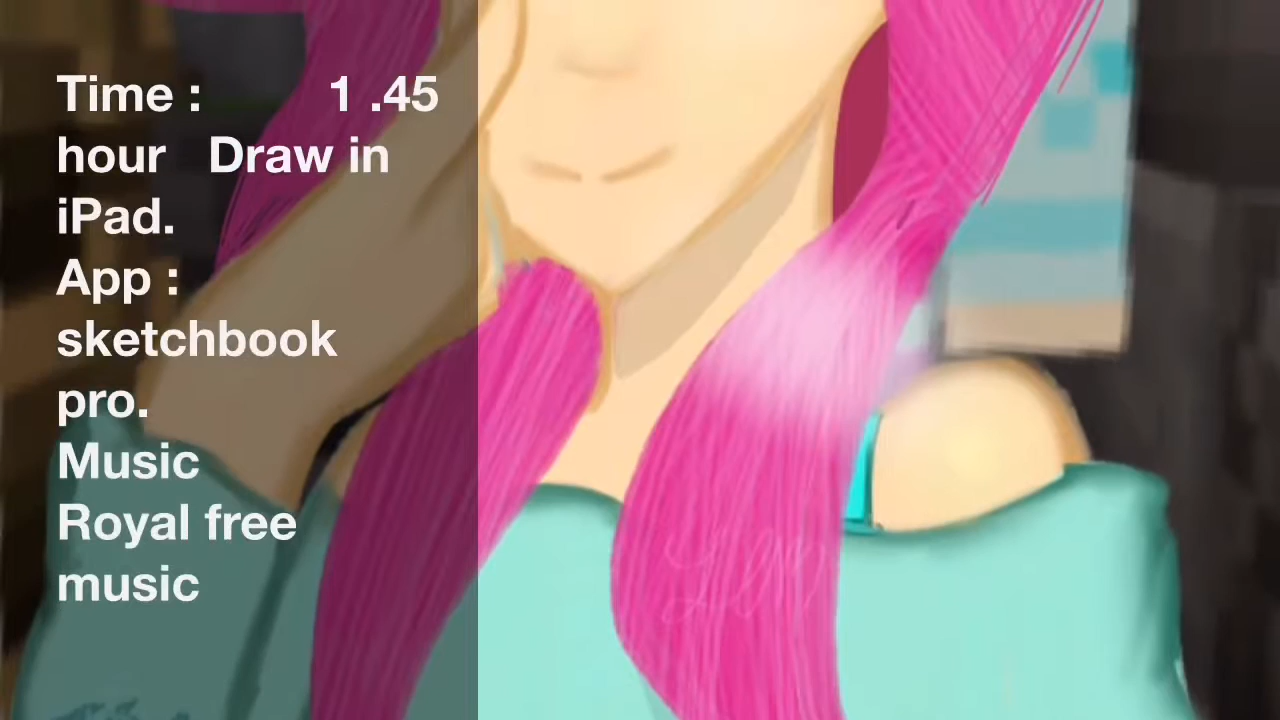 Time : 1 .45
hour Draw in
iPad.
App :
sketchbook
pro.
Music
Royal free
music